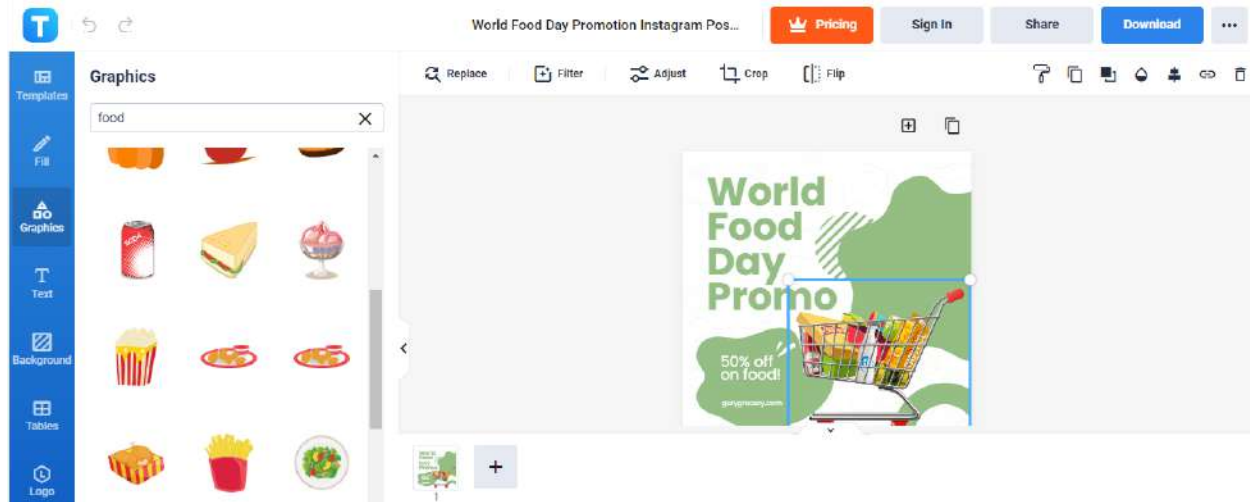 T
World Food Day Promotion Instagram Pos...
Pricing
Sign In
Share
Download
Templates
Fill
Graphics
Text
Background
Tables
Logo
Graphics
food
SODA
Replace
Filter
Adjust
Crop
Flip
World
Food
Day
Promo
50% off
on food!
1